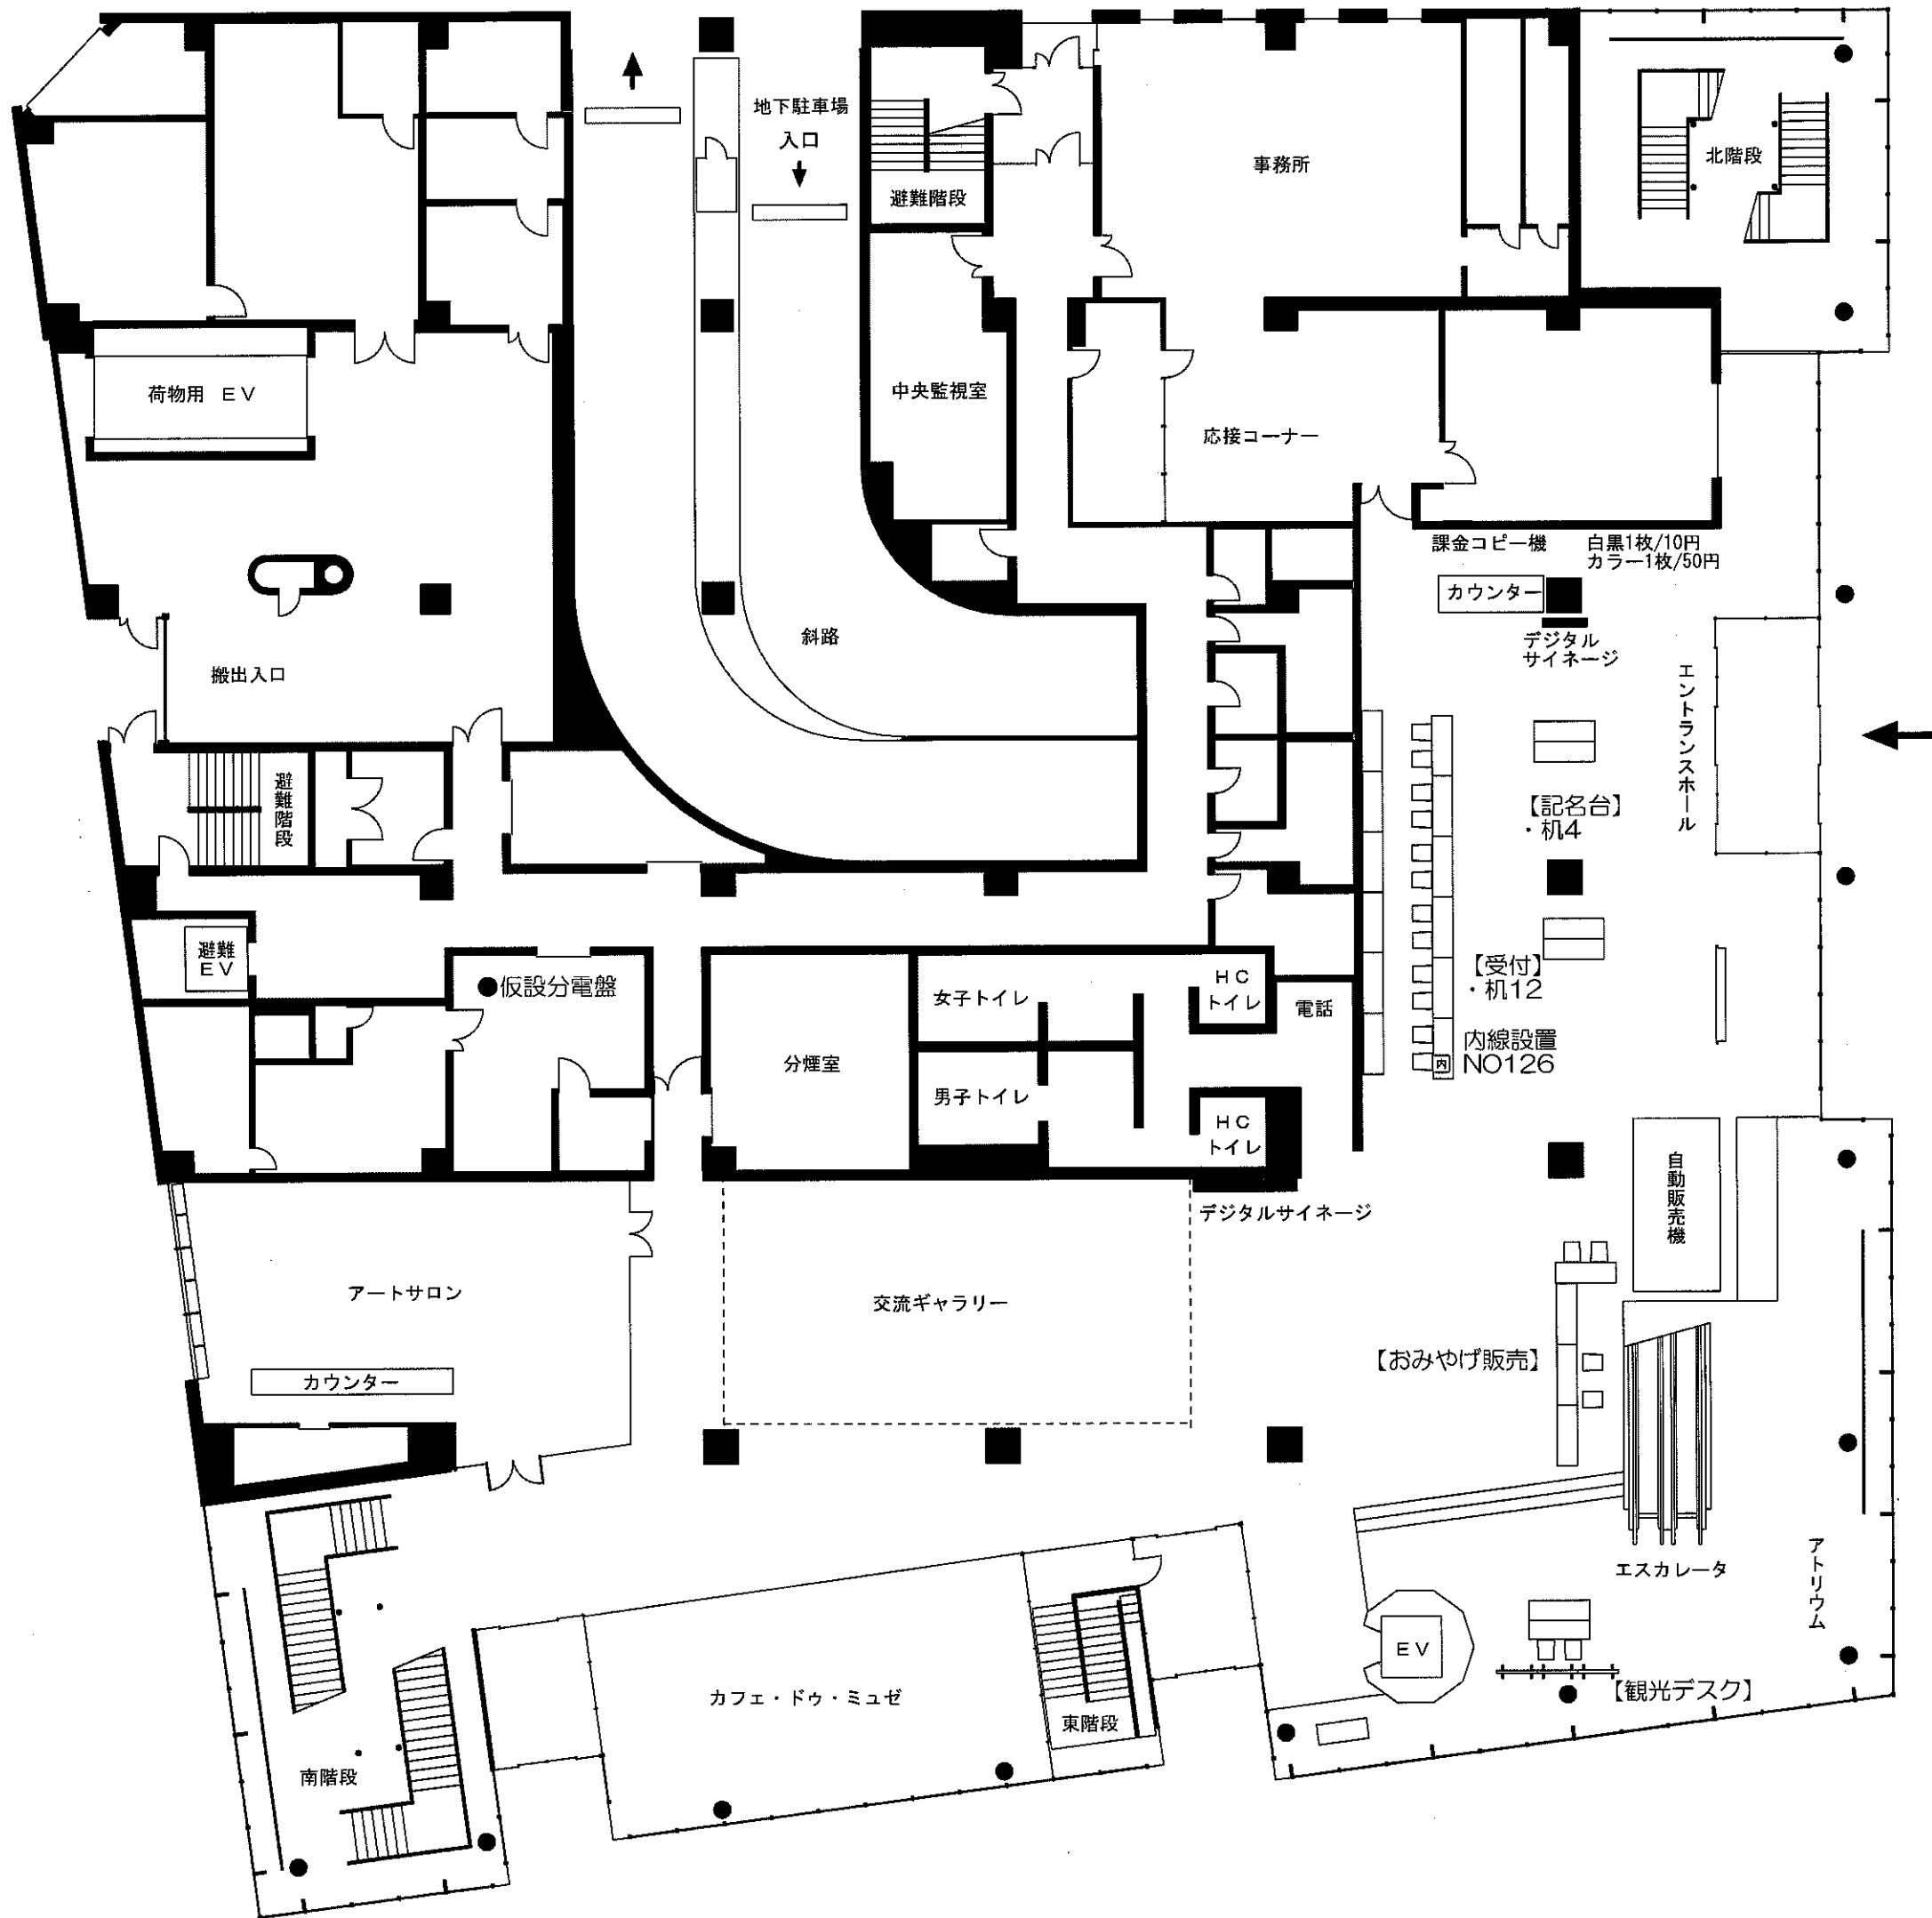 地下駐車場
入口
避難階段
事務所
北階段
荷物用 EV
中央監視室
応接コーナー
課金コピー機
白黒1枚/10円
カラー1枚/50円
カウンター
デジタル
サイネージ
斜路
搬出入口
エントランスホール
避難階段
【記名台】
・机4
避難
EV
●仮設分電盤
女子トイレ
HC
トイレ
電話
【受付】
・机12
内線設置
NO126
内
分煙室
男子トイレ
HC
トイレ
自動販売機
デジタルサイネージ
アートサロン
交流ギャラリー
カウンター
【おみやげ販売】
エスカレータ
アトリウム
EV
【観光デスク】
カフェ・ドゥ・ミュゼ
東階段
南階段